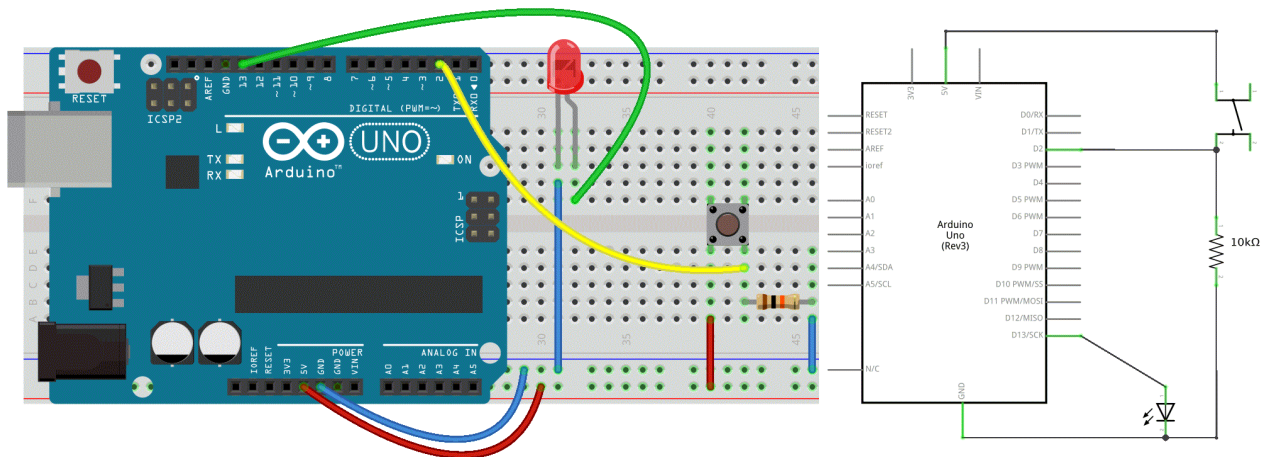 RESET
ICSP2
AREF
GND
13
12
~11
~10
~9
8
7
~6
~5
4
~3
2
TX▶1
RX◀0
DIGITAL (PWM=~)
L
TX
RX
UNO
Arduino™
ON
1
ICSP
IOREF
RESET
3V3
5V
GND
GND
VIN
POWER
ANALOG IN
A0
A1
A2
A3
A4
A5
30
40
45
F
E
D
C
B
A
30
35
45
3V3
5V
VIN
RESET
RESET2
AREF
ioref
A0
A1
A2
A3
A4/SDA
A5/SCL
N/C
Arduino
Uno
(Rev3)
D0/RX
D1/TX
D2
D3 PWM
D4
D5 PWM
D6 PWM
D7
D8
D9 PWM
D10 PWM/SS
D11 PWM/MOSI
D12/MISO
D13/SCK
GND
10kΩ